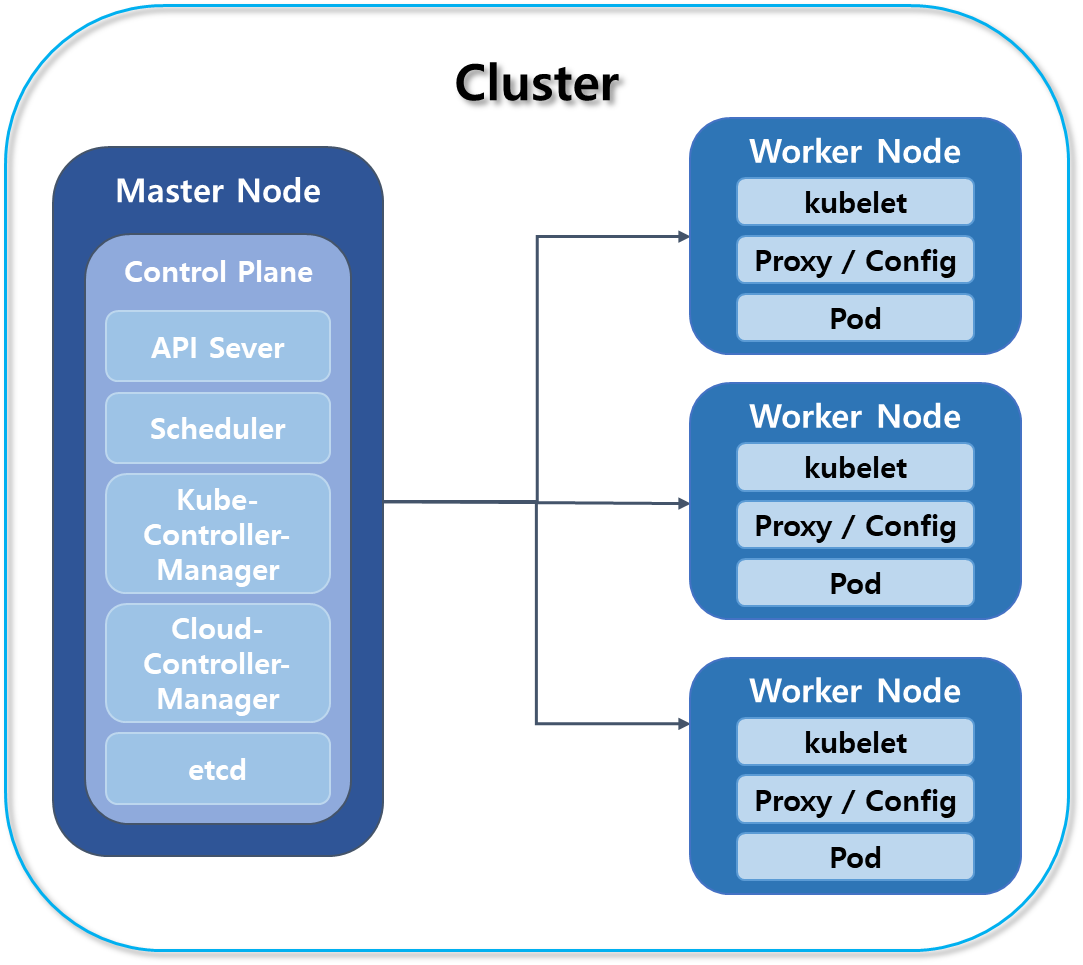 Cluster
Master Node
Control Plane
API Sever
Scheduler
Kube-
Controller-
Manager
Cloud-
Controller-
Manager
etcd
Worker Node
kubelet
Proxy / Config
Pod
Worker Node
kubelet
Proxy / Config
Pod
Worker Node
kubelet
Proxy / Config
Pod